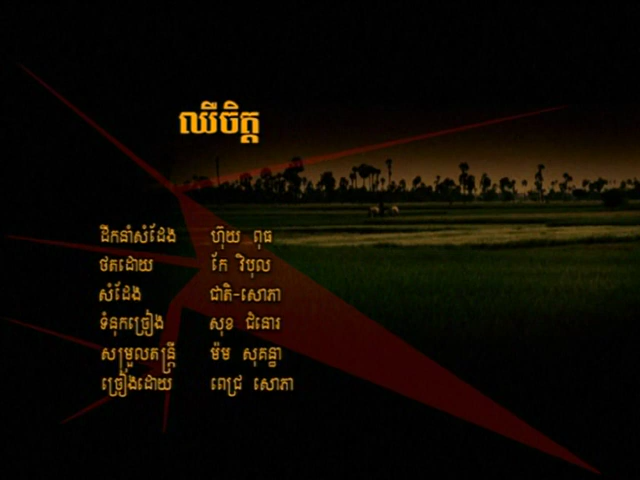 ឈឺចិត្ត
ដឹកនាំសំដែង ហ៊ុយ ពុធ
ថតដោយ កែ វិបុល
សំដែង ជាតិ-សោភា
ទំនុកច្រៀង សុខ ជំនោរ
សម្រួលតន្ត្រី ម៉ម សុគន្ធា
ច្រៀងដោយ ពេជ្រ សោភា